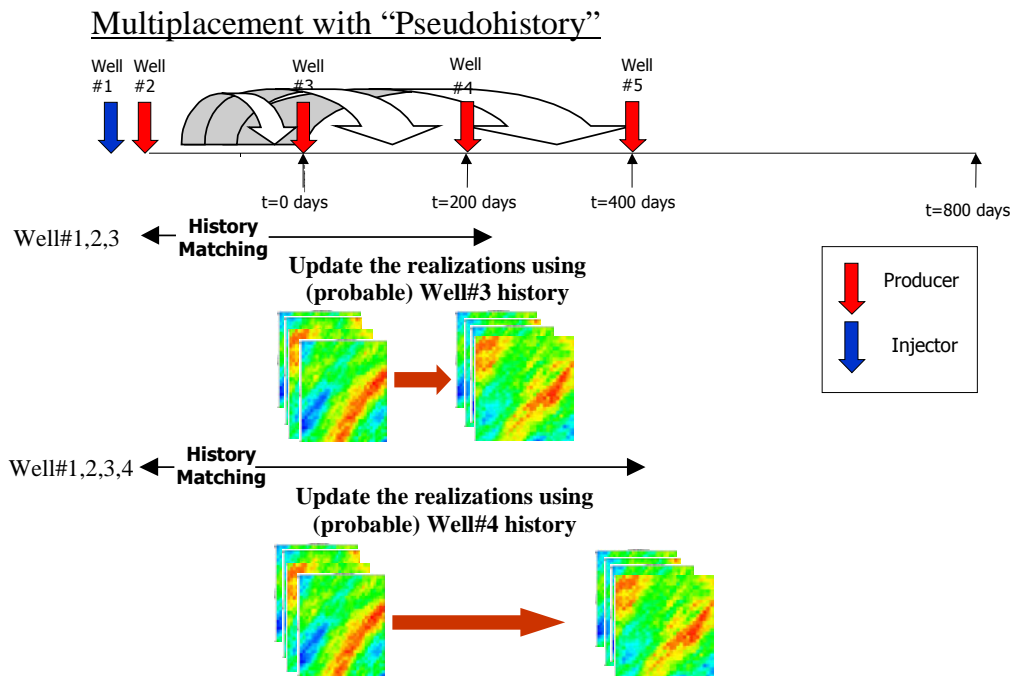 Multiplacement with “Pseudohistory”
Well
#1
Well
#2
Well
#3
Well
#4
Well
#5
t=0 days
t=200 days
t=400 days
t=800 days
Well#1,2,3
History
Matching
Update the realizations using
(probable) Well#3 history
Producer
Injector
Well#1,2,3,4
History
Matching
Update the realizations using
(probable) Well#4 history